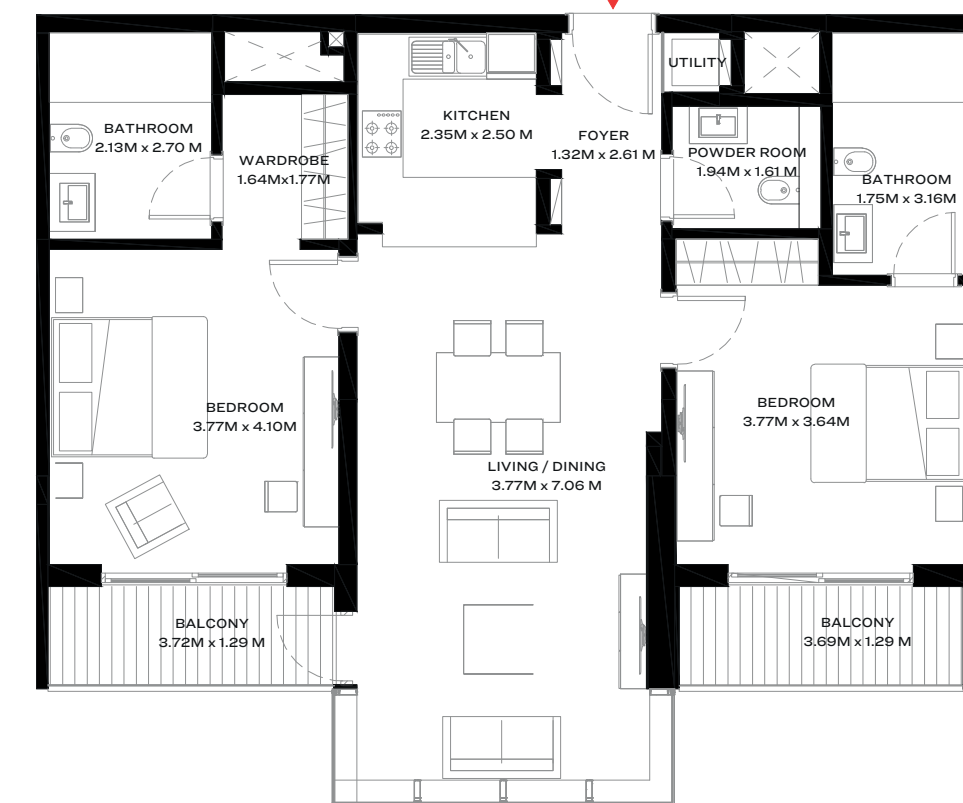 UTILITY
KITCHEN
2.35M x 2.50 M
BATHROOM
2.13M x 2.70 M
FOYER
1.32M x 2.61 M
WARDROBE
1.64Mx1.77M
POWDER ROOM
1.94M x 1.61 M
BATHROOM
1.75M x 3.16M
BEDROOM
3.77M x 4.10M
BEDROOM
3.77M x 3.64M
LIVING / DINING
3.77M x 7.06 M
BALCONY
3.72M x 1.29 M
BALCONY
3.69M x 1.29 M